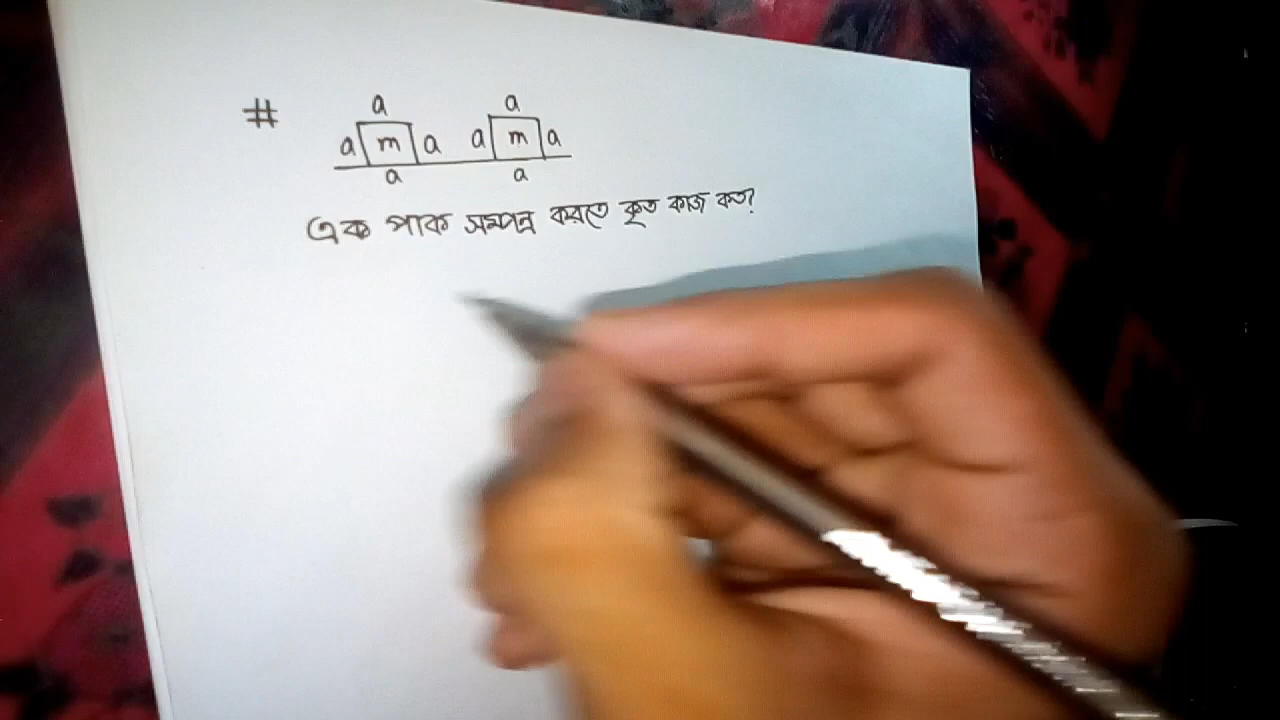 # a a
a m a a m a
a a
এক পাক সম্পন্ন করতে কৃত কাজ কত?